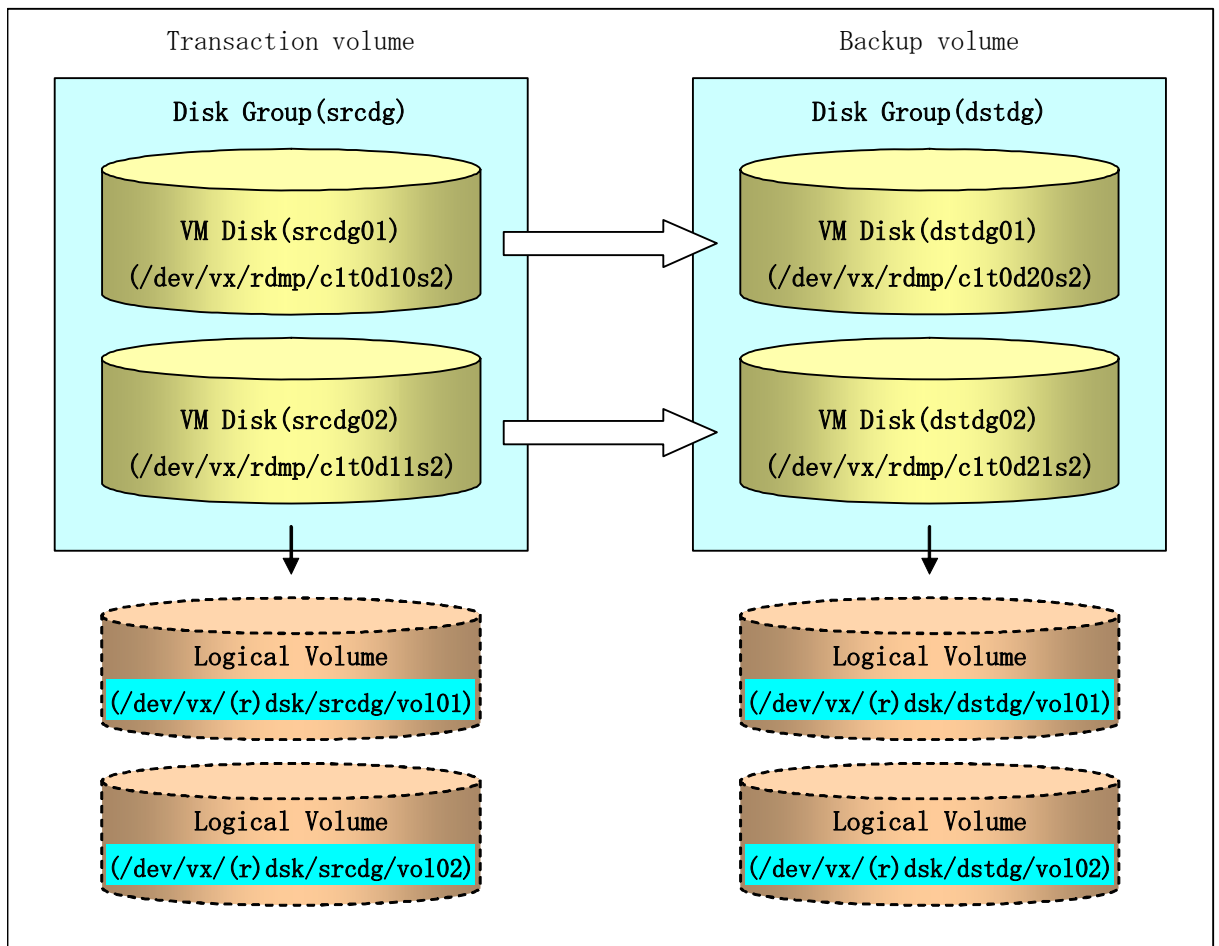 Transaction volume
Backup volume
Disk Group(srcdg)
VM Disk(srcdg01)
(/dev/vx/rdmp/c1t0d10s2)
VM Disk(srcdg02)
(/dev/vx/rdmp/c1t0d11s2)
Disk Group(dstdg)
VM Disk(dstdg01)
(/dev/vx/rdmp/c1t0d20s2)
VM Disk(dstdg02)
(/dev/vx/rdmp/c1t0d21s2)
Logical Volume
(/dev/vx/(r)dsk/srcdg/vol01)
Logical Volume
(/dev/vx/(r)dsk/srcdg/vol02)
Logical Volume
(/dev/vx/(r)dsk/dstdg/vol01)
Logical Volume
(/dev/vx/(r)dsk/dstdg/vol02)